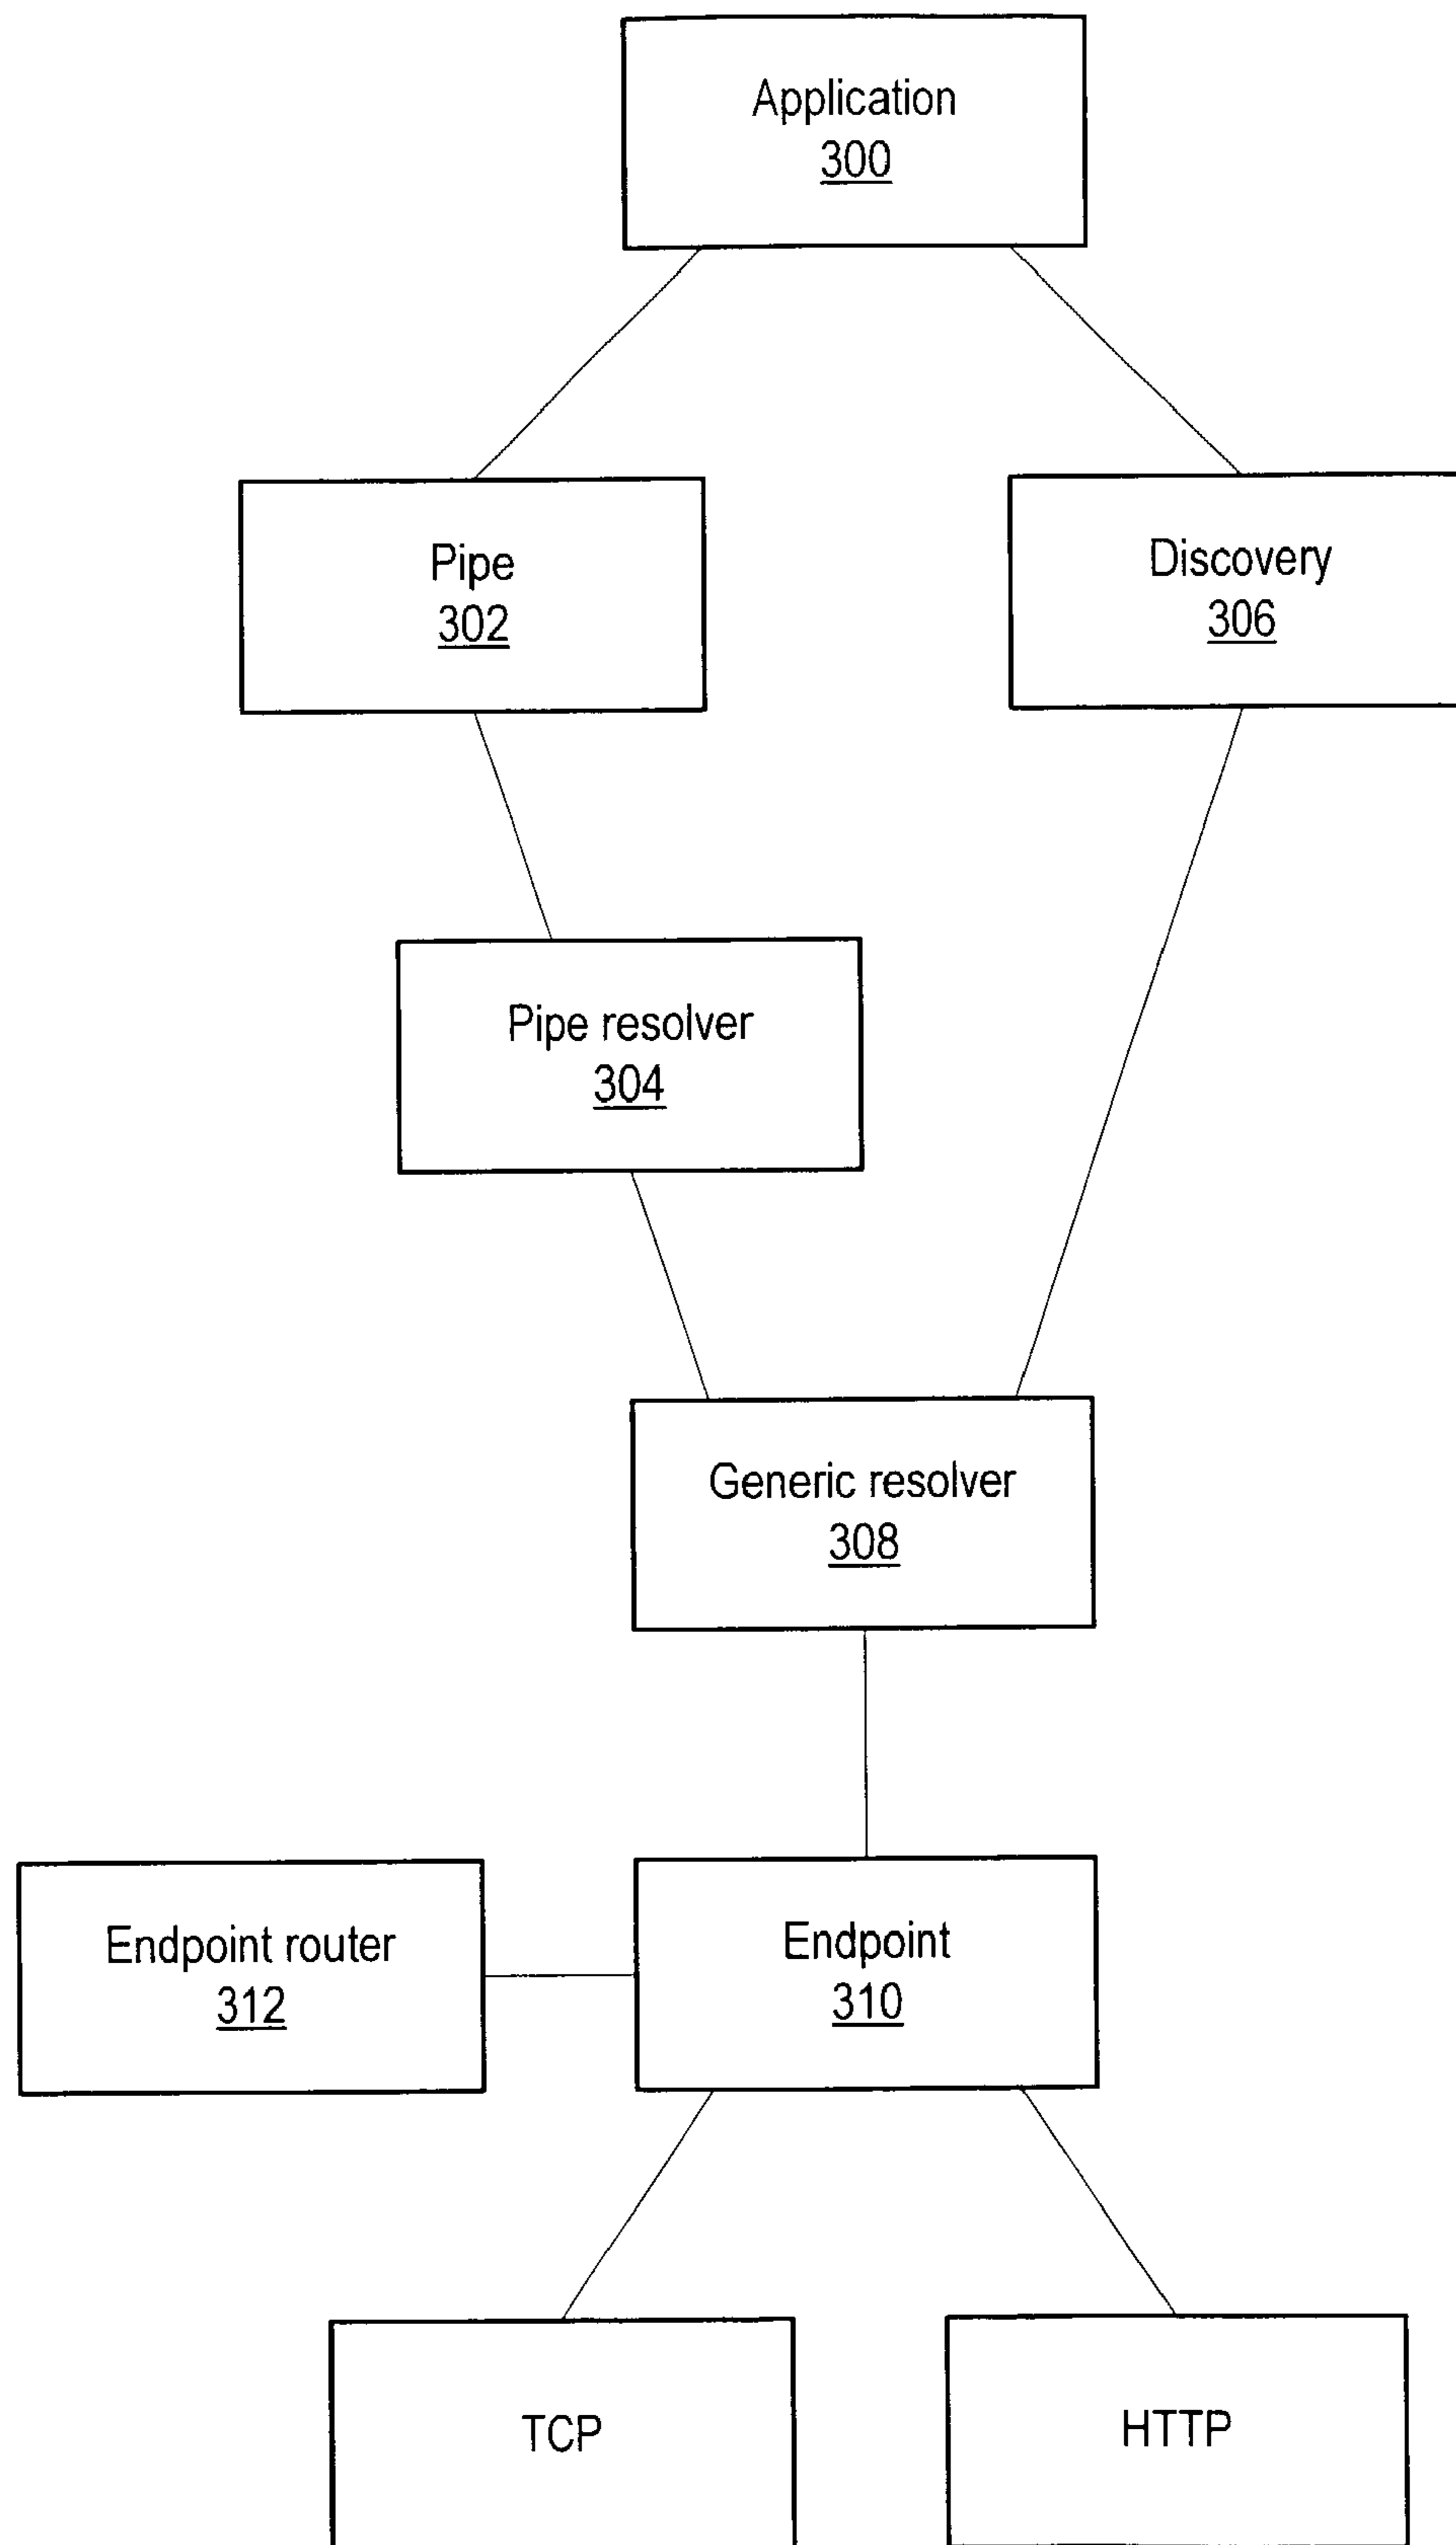 Application
300
Pipe
302
Discovery
306
Pipe resolver
304
Generic resolver
308
Endpoint router
312
Endpoint
310
TCP
HTTP